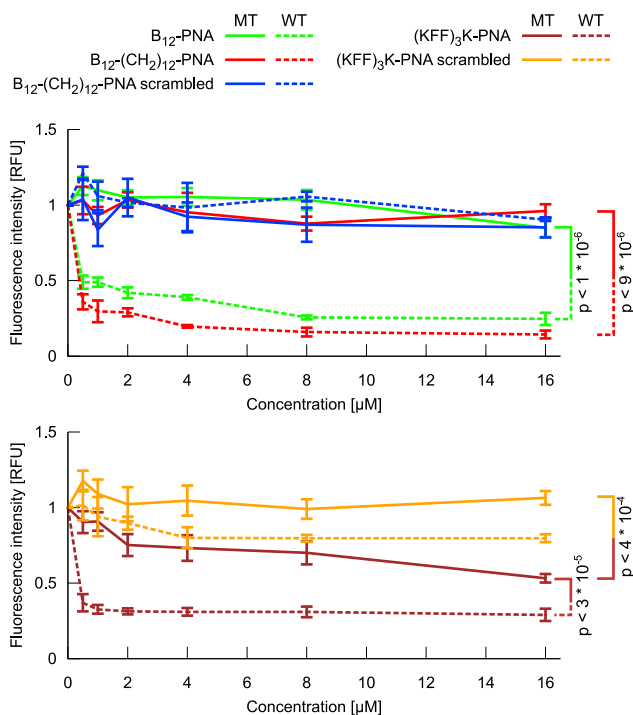 MT WT MT WT
B₁₂-PNA (KFF)₃K-PNA
B₁₂-(CH₂)₁₂-PNA (KFF)₃K-PNA scrambled
B₁₂-(CH₂)₁₂-PNA scrambled
Fluorescence intensity [RFU]
1.5
1
0.5
0
0 2 4 6 8 10 12 14 16
Concentration [µM]
p < 1 * 10⁻⁶
p < 9 * 10⁻⁶
Fluorescence intensity [RFU]
1.5
1
0.5
0
0 2 4 6 8 10 12 14 16
Concentration [µM]
p < 3 * 10⁻⁵
p < 4 * 10⁻⁴